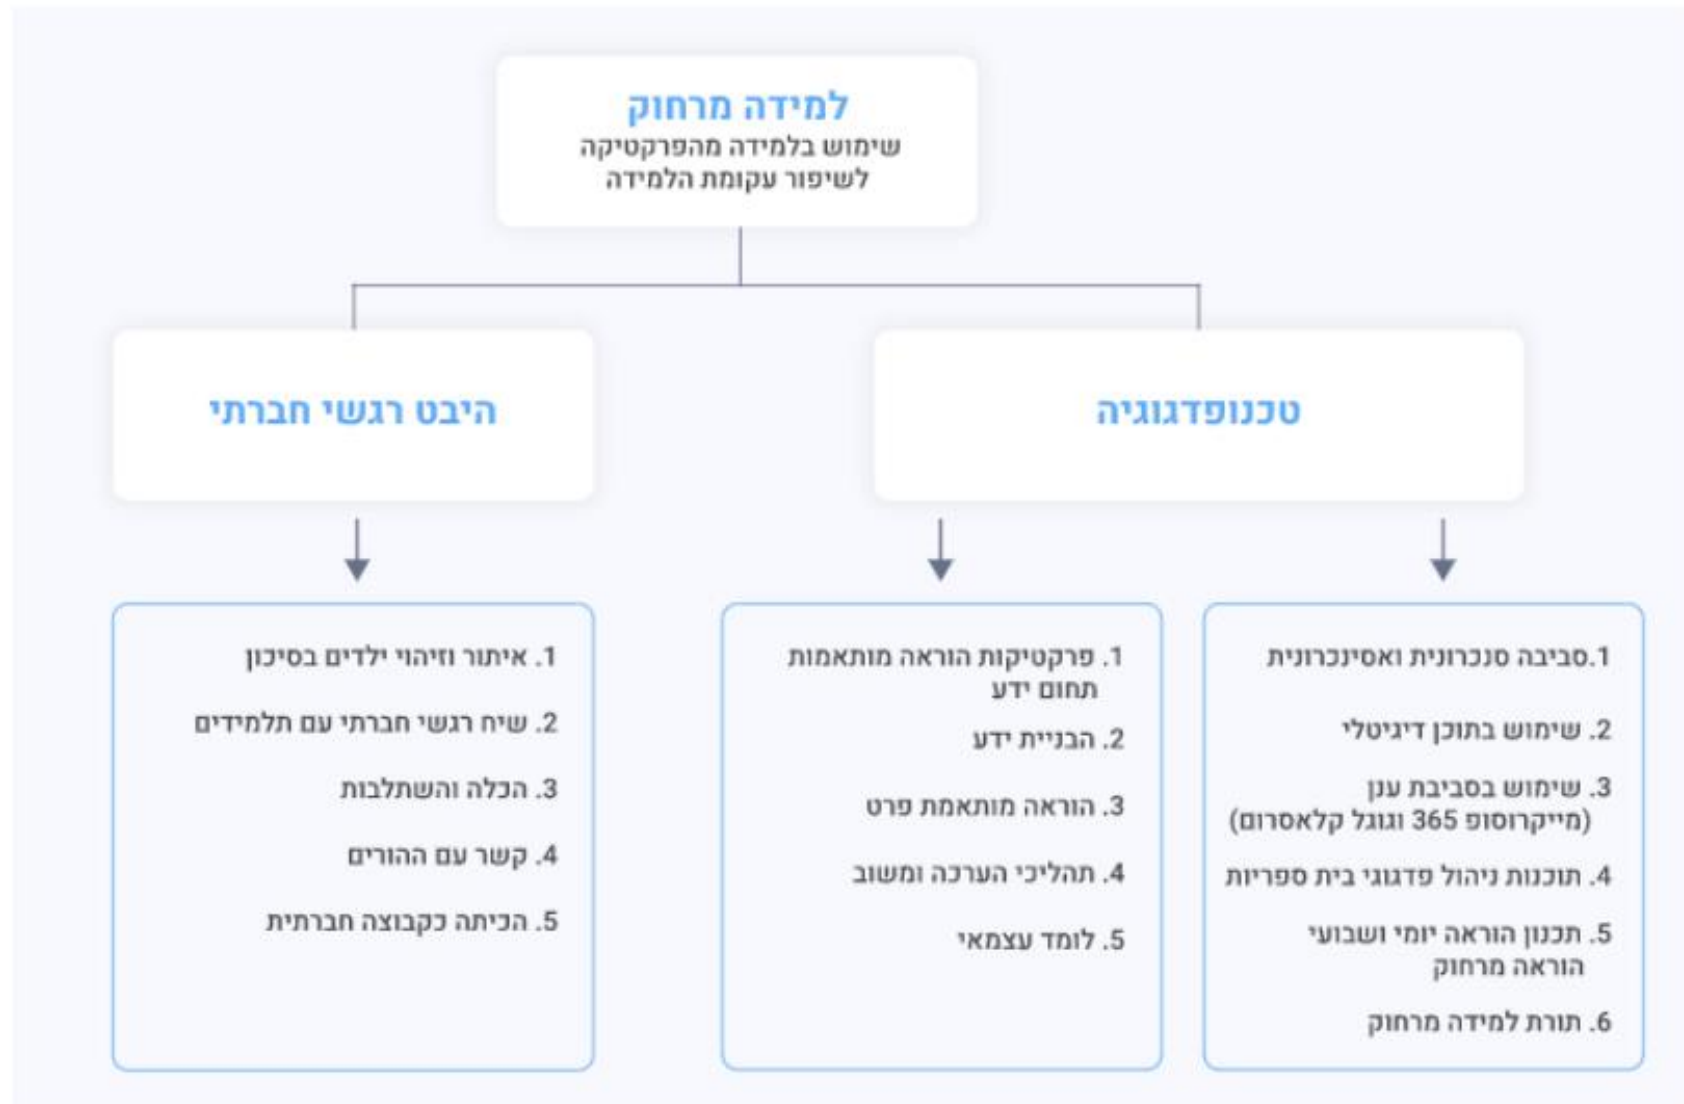 למידה מרחוק
שימוש בלמידה מהפרקטיקה
לשיפור עקומת הלמידה
טכנופדגוגיה
היבט רגשי חברתי
1.סביבה סנכרונית ואסינכרונית
2. שימוש בתוכן דיגיטלי
3. שימוש בסביבת ענן
(מייקרוסופ 365 וגוגל קלאסרום)
4. תוכנות ניהול פדגוגי בית ספריות
5. תכנון הוראה יומי ושבועי
הוראה מרחוק
6. תורת למידה מרחוק
1. פרקטיקות הוראה מותאמות
תחום ידע
2. הבניית ידע
3. הוראה מותאמת פרט
4. תהליכי הערכה ומשוב
5. לומד עצמאי
1. איתור וזיהוי ילדים בסיכון
2. שיח רגשי חברתי עם תלמידים
3. הכלה והשתלבות
4. קשר עם ההורים
5. הכיתה כקבוצה חברתית